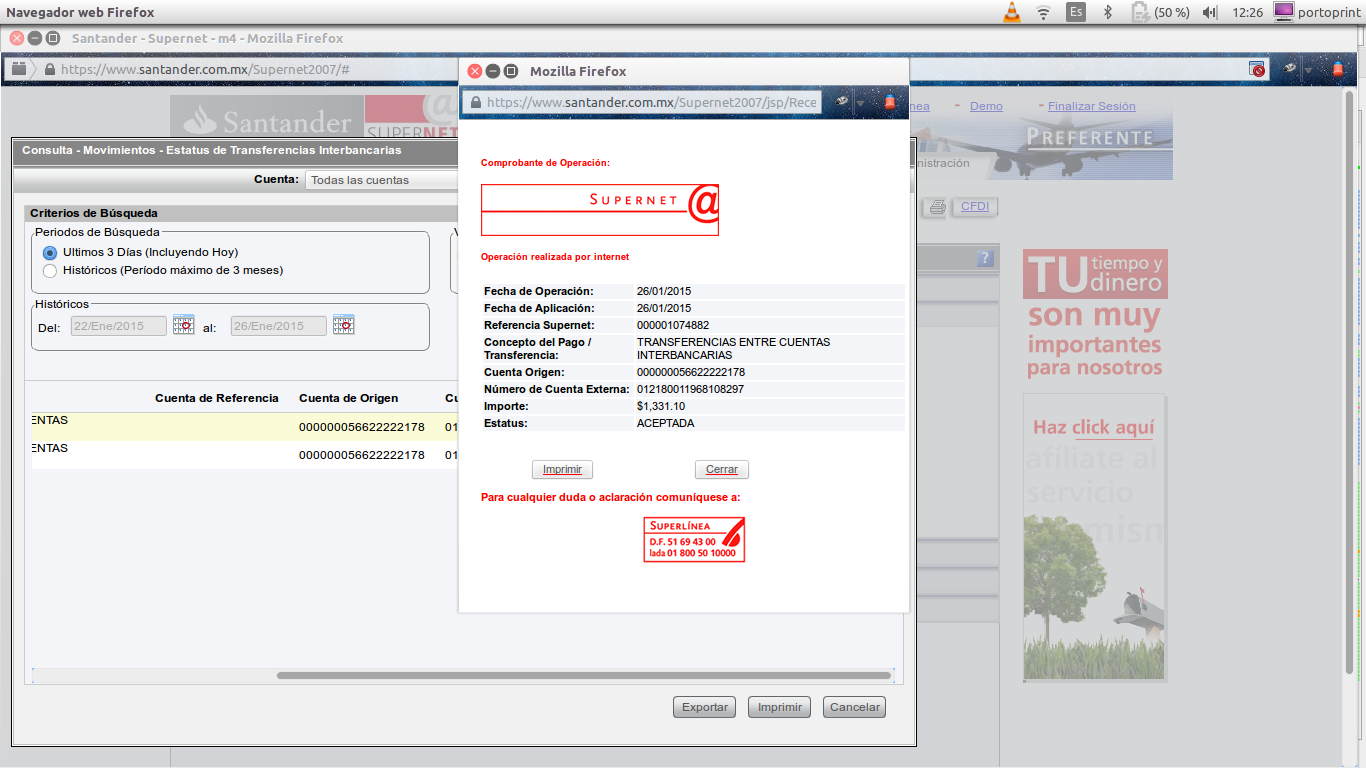 Navegador web Firefox
Es
(50 %)
12:26
portoprint
Santander - Supernet - m4 - Mozilla Firefox
https://www.santander.com.mx/Supernet2007/#
Santander
SUPERNET
nea - Demo - Finalizar Sesión
PREFERENTE
nistración
CFDI
?
Consulta - Movimientos - Estatus de Transferencias Interbancarias
Cuenta: Todas las cuentas
Criterios de Búsqueda
Periodos de Búsqueda
Ultimos 3 Días (Incluyendo Hoy)
Históricos (Período máximo de 3 meses)
Históricos
Del: 22/Ene/2015 al: 26/Ene/2015
Cuenta de Referencia Cuenta de Origen Cu
ENTAS 000000056622222178 01
ENTAS 000000056622222178 01
Exportar Imprimir Cancelar
Mozilla Firefox
https://www.santander.com.mx/Supernet2007/jsp/Rece
Comprobante de Operación:
SUPERNET @
Operación realizada por internet
Fecha de Operación: 26/01/2015
Fecha de Aplicación: 26/01/2015
Referencia Supernet: 000001074882
Concepto del Pago / Transferencia: TRANSFERENCIAS ENTRE CUENTAS INTERBANCARIAS
Cuenta Origen: 000000056622222178
Número de Cuenta Externa: 012180011968108297
Importe: $1,331.10
Estatus: ACEPTADA
Imprimir Cerrar
Para cualquier duda o aclaración comuníquese a:
SUPERLÍNEA
D.F. 51 69 43 00
lada 01 800 50 10000
TU tiempo y
dinero
son muy
importantes
para nosotros
Haz click aquí
afíliate al
servicio